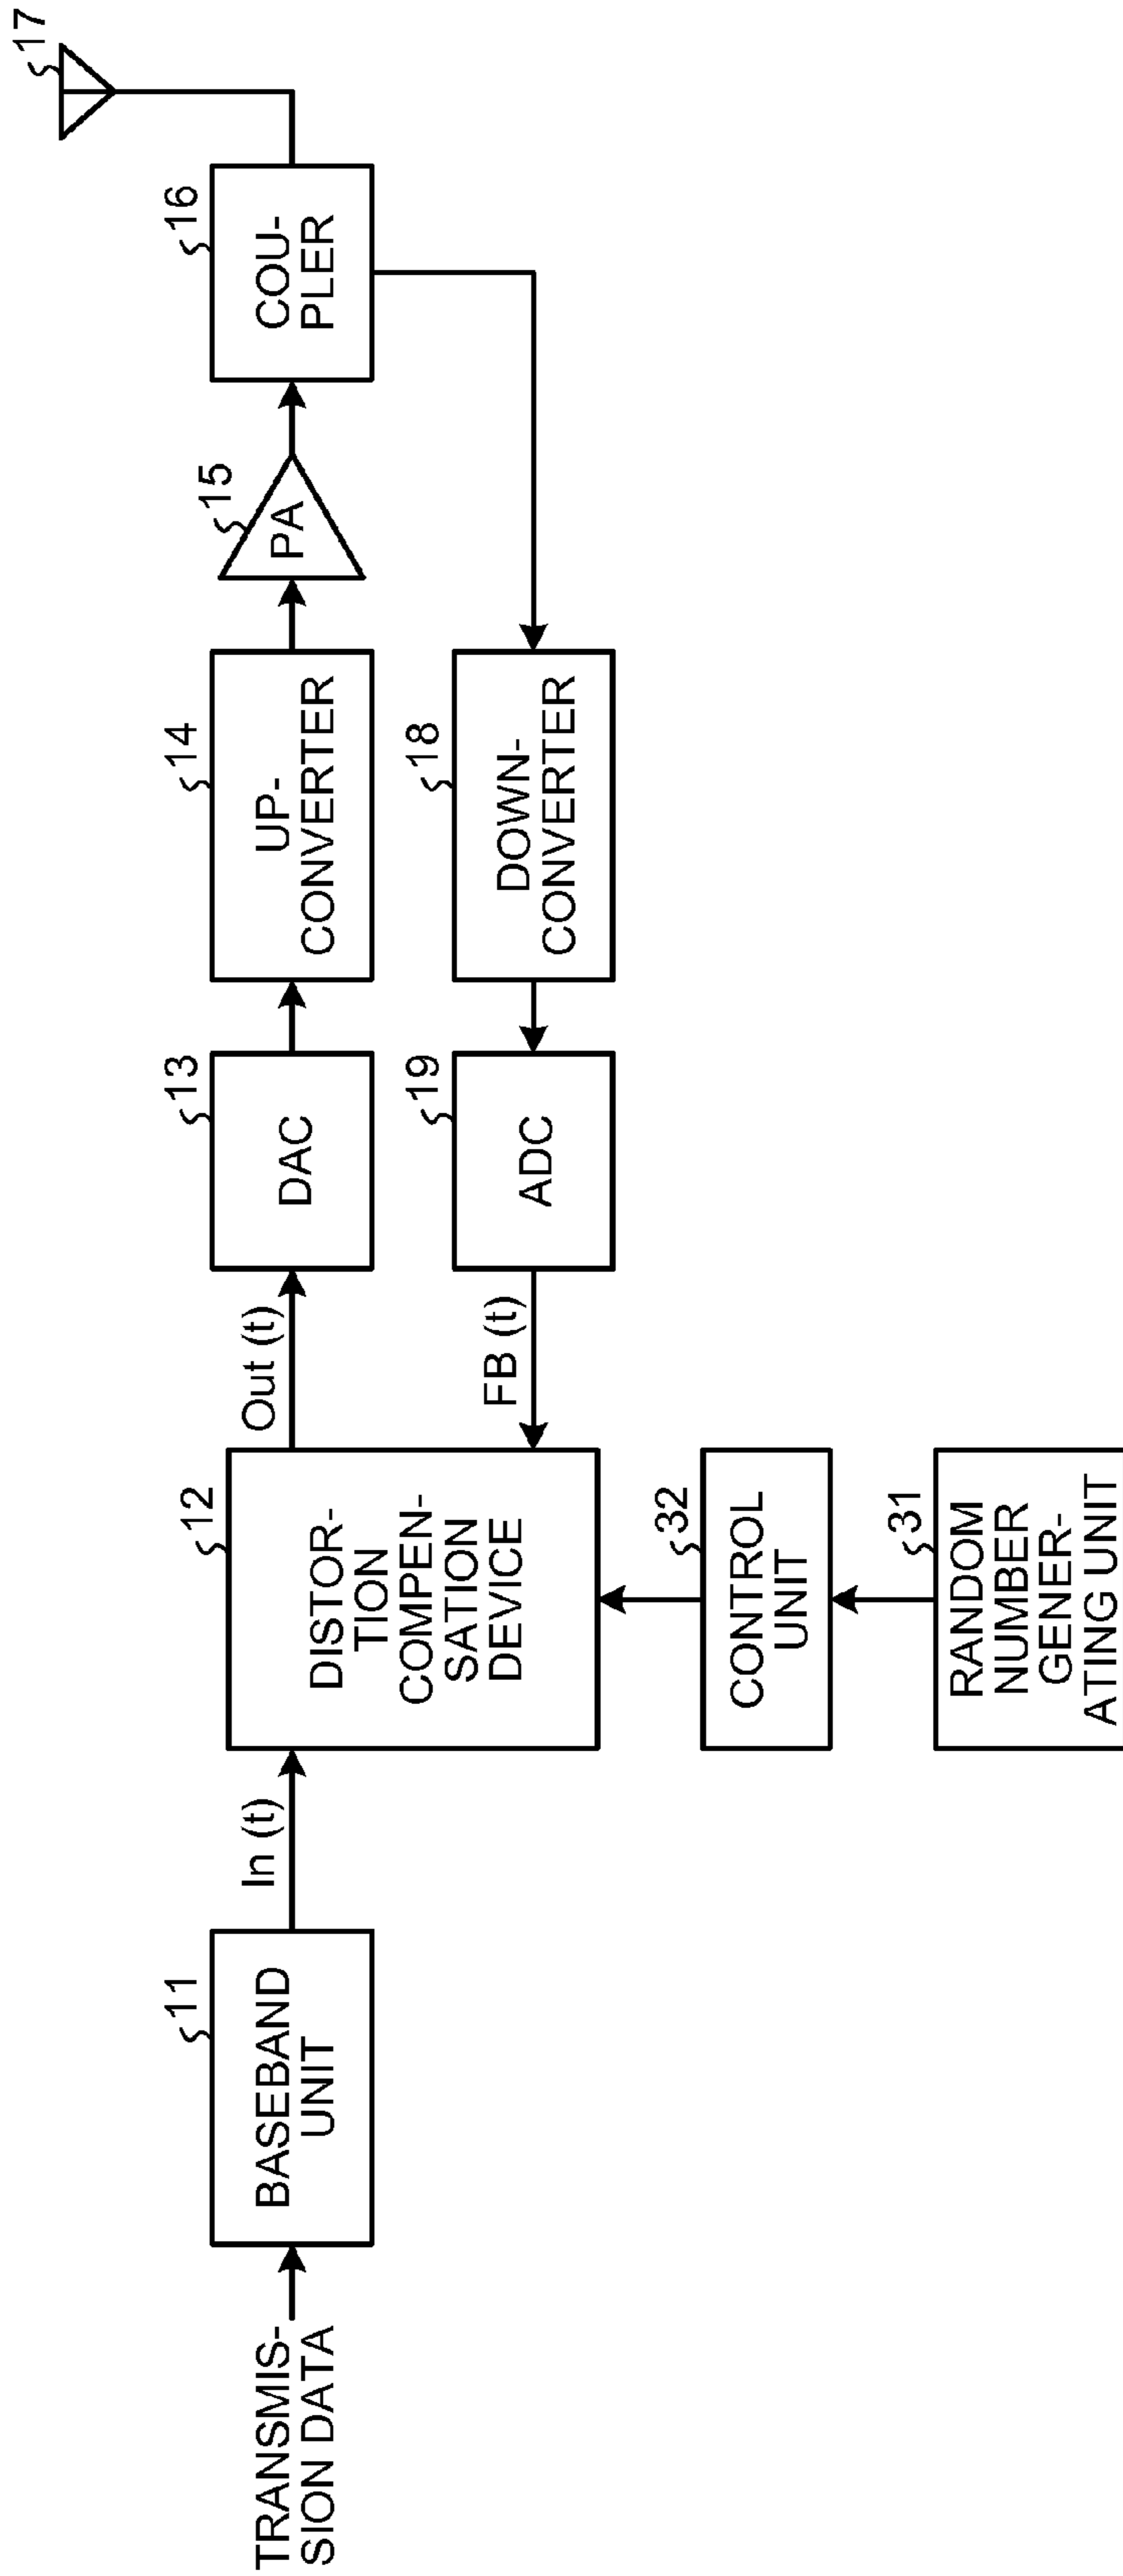 TRANSMIS-
SION DATA
11
BASEBAND
UNIT
In (t)
12
DISTOR-
TION
COMPEN-
SATION
DEVICE
Out (t)
13
DAC
14
UP-
CONVERTER
15
PA
16
COU-
PLER
17
18
DOWN-
CONVERTER
19
ADC
FB (t)
32
CONTROL
UNIT
31
RANDOM
NUMBER
GENER-
ATING UNIT